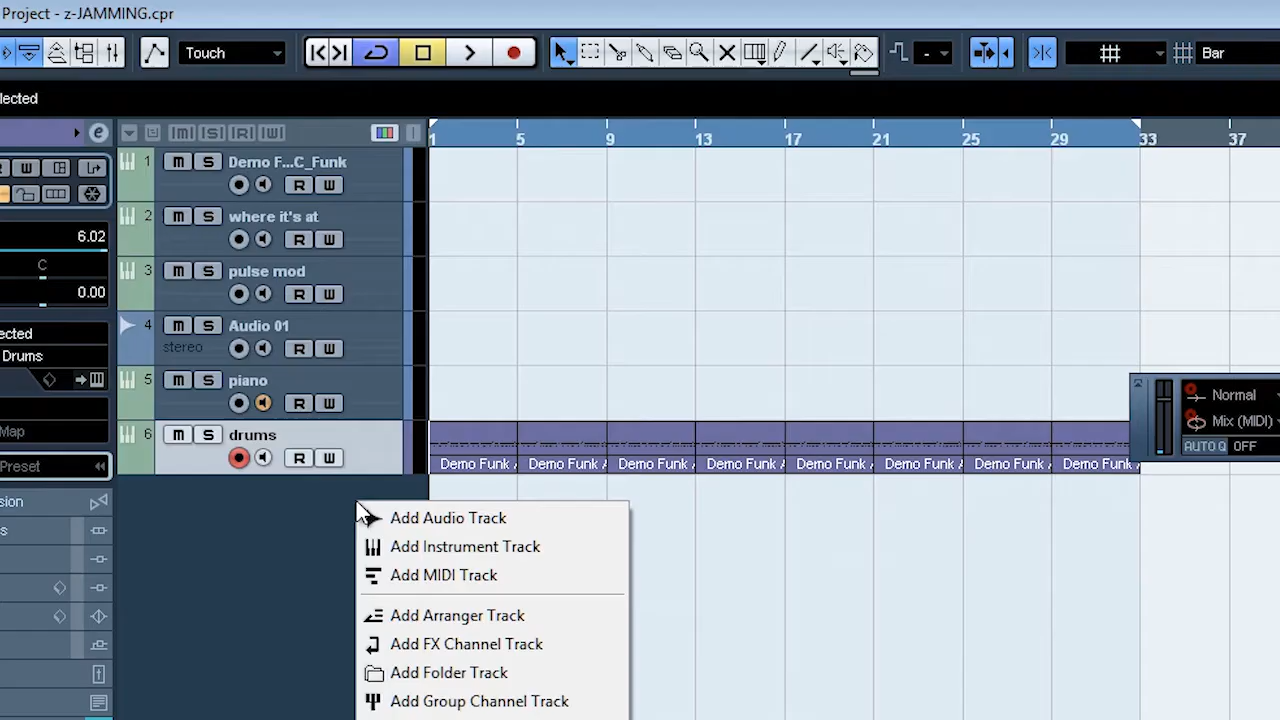 Project - z-JAMMING.cpr
Touch
- Bar
lected
e [m] [S] [R] [W]
1 5 9 13 17 21 25 29 33 37
W
1 m S Demo F...C_Funk
R W
6.02
2 m S where it's at
R W
C
3 m S pulse mod
0.00
R W
4 m S Audio 01
ected
stereo R W
Drums
5 m S piano
Normal
R W
Mix (MIDI)
Map
6 m S drums
AUTO Q OFF
R W
Preset
Demo Funk Demo Funk Demo Funk Demo Funk Demo Funk Demo Funk Demo Funk Demo Funk
sion
s
Add Audio Track
Add Instrument Track
Add MIDI Track
Add Arranger Track
Add FX Channel Track
Add Folder Track
Add Group Channel Track